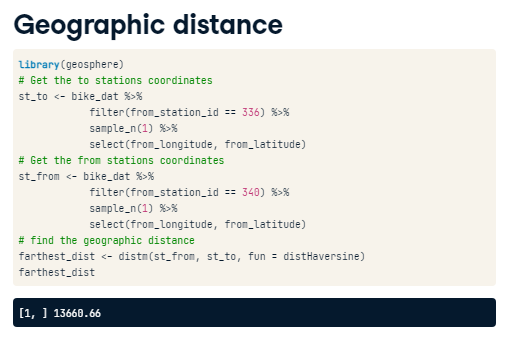 Geographic distance
library(geosphere)
# Get the to stations coordinates
st_to <- bike_dat %>%
filter(from_station_id == 336) %>%
sample_n(1) %>%
select(from_longitude, from_latitude)
# Get the from stations coordinates
st_from <- bike_dat %>%
filter(from_station_id == 340) %>%
sample_n(1) %>%
select(from_longitude, from_latitude)
# find the geographic distance
farthest_dist <- distm(st_from, st_to, fun = distHaversine)
farthest_dist
[1, ] 13660.66